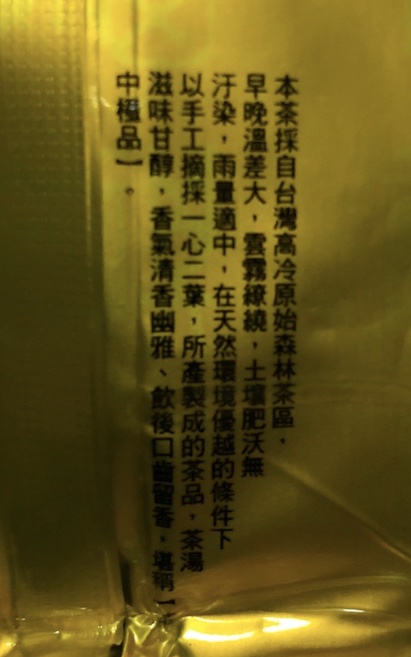 本茶採自台灣高冷原始森林茶區，
早晚溫差大，雲霧繚繞，土壤肥沃無
汙染，雨量適中，在天然環境優越的條件下
以手工摘採一心二葉，所產製成的茶品，茶湯
滋味甘醇，香氣清香幽雅、飲後口齒留香，堪稱【
中極品】。